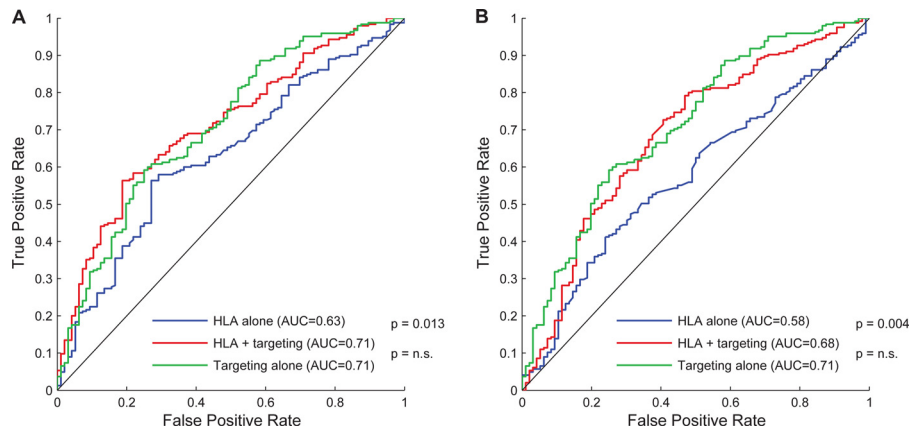 A
True Positive Rate
1
0.9
0.8
0.7
0.6
0.5
0.4
0.3
0.2
0.1
0
HLA alone (AUC=0.63)
HLA + targeting (AUC=0.71)
Targeting alone (AUC=0.71)
p = 0.013
p = n.s.
0 0.2 0.4 0.6 0.8 1
False Positive Rate
B
True Positive Rate
1
0.9
0.8
0.7
0.6
0.5
0.4
0.3
0.2
0.1
0
HLA alone (AUC=0.58)
HLA + targeting (AUC=0.68)
Targeting alone (AUC=0.71)
p = 0.004
p = n.s.
0 0.2 0.4 0.6 0.8 1
False Positive Rate